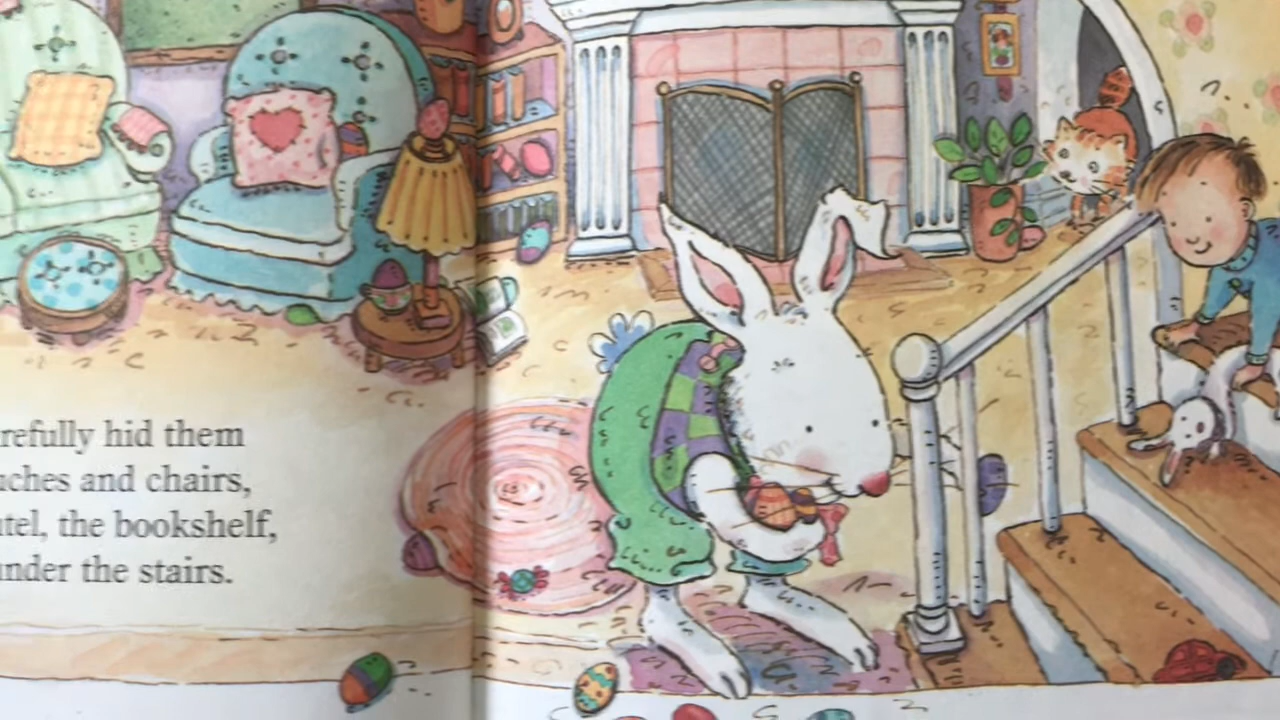 refully hid them
uches and chairs,
ntel, the bookshelf,
under the stairs.